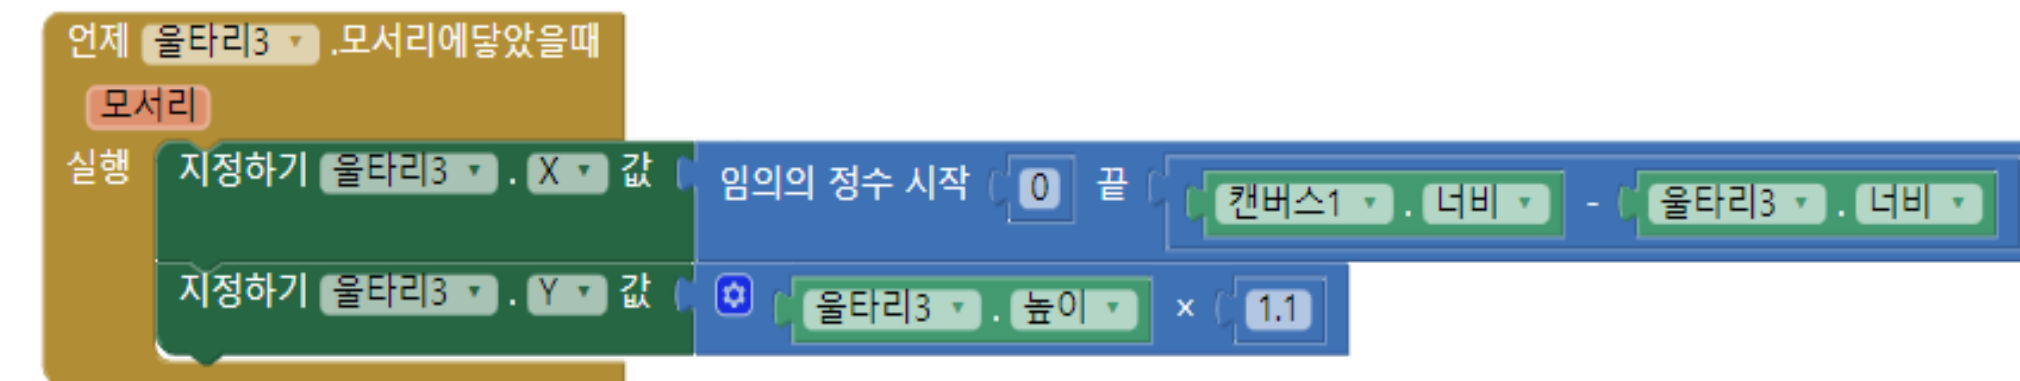 언제 울타리3 .모서리에닿았을때
모서리
실행 지정하기 울타리3 . X 값 임의의 정수 시작 0 끝 캔버스1 . 너비 - 울타리3 . 너비
지정하기 울타리3 . Y 값 울타리3 . 높이 × 1.1